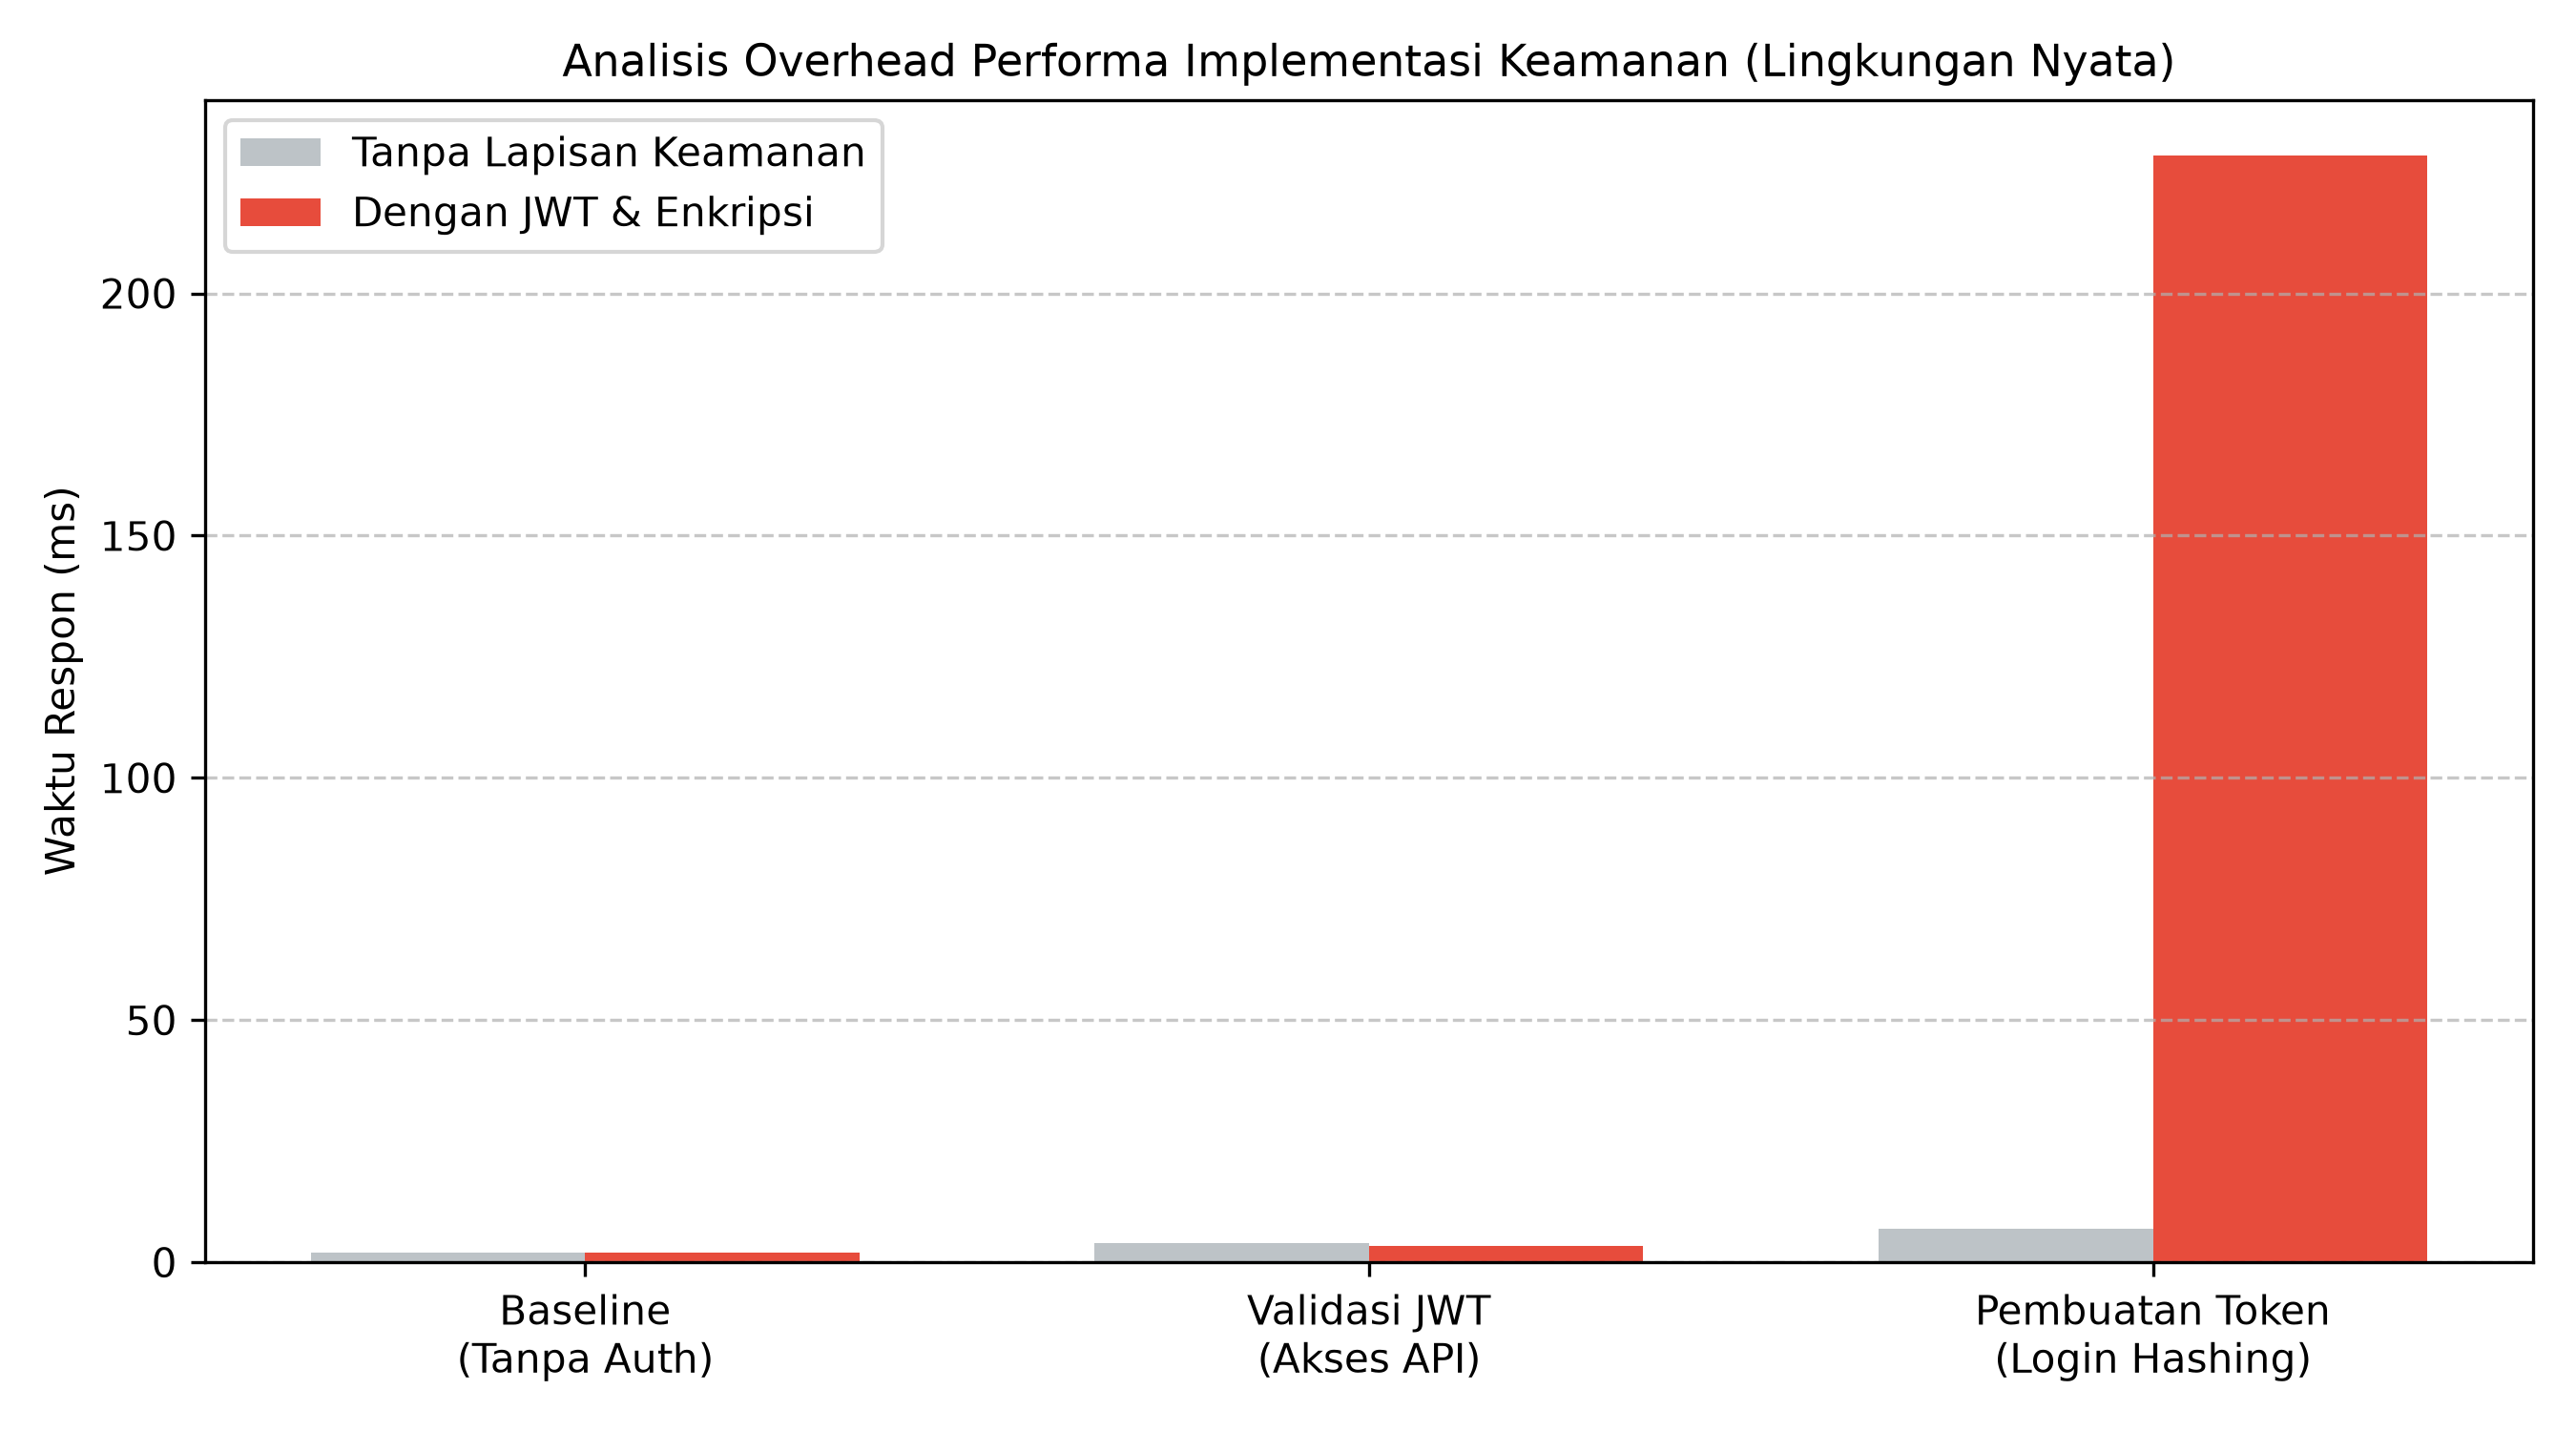 Analisis Overhead Performa Implementasi Keamanan (Lingkungan Nyata)
Tanpa Lapisan Keamanan
Dengan JWT & Enkripsi
Waktu Respon (ms)
200
150
100
50
0
Baseline
(Tanpa Auth)
Validasi JWT
(Akses API)
Pembuatan Token
(Login Hashing)